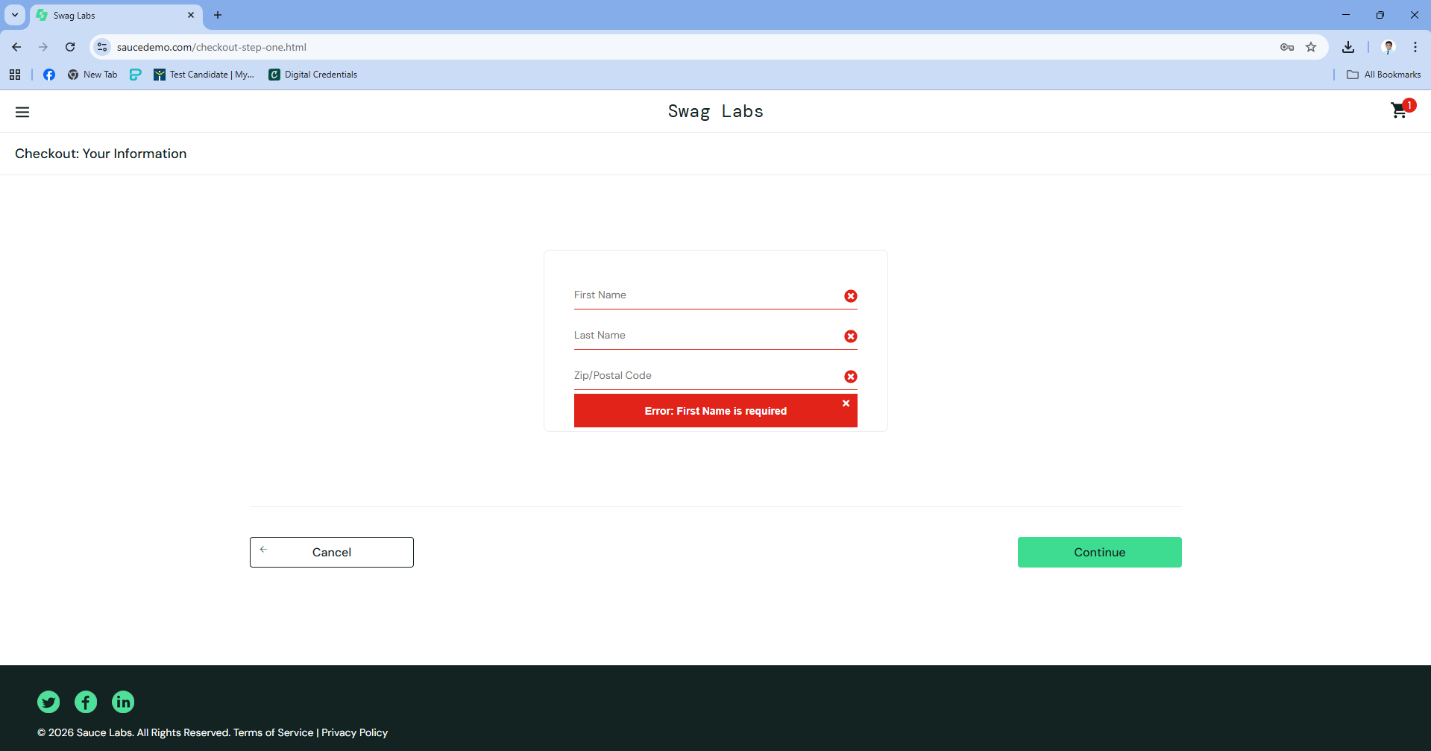 Swag Labs
saucedemo.com/checkout-step-one.html
New Tab
Test Candidate | My...
Digital Credentials
All Bookmarks
Swag Labs
1
Checkout: Your Information
First Name
Last Name
Zip/Postal Code
Error: First Name is required
Cancel
Continue
© 2026 Sauce Labs. All Rights Reserved. Terms of Service | Privacy Policy